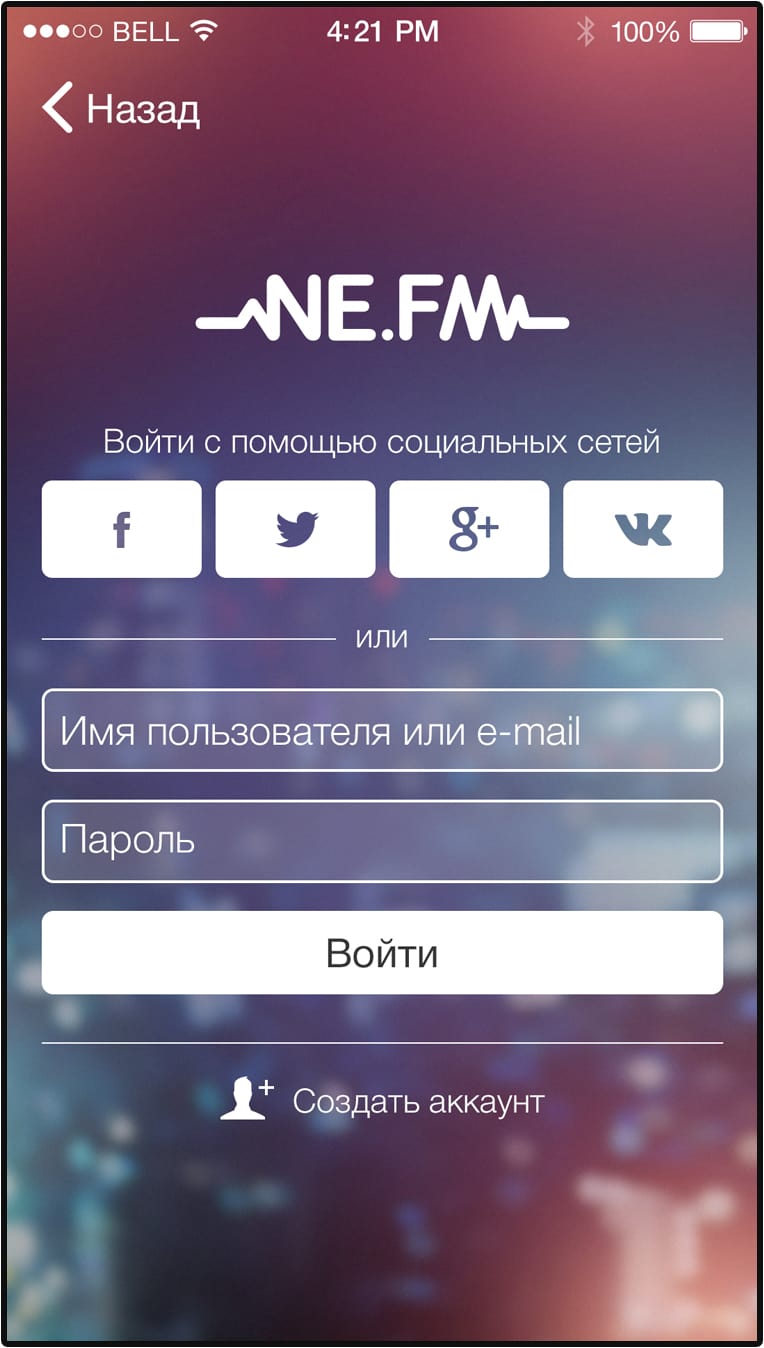 BELL 4:21 PM 100%
Назад
NE.FM
Войти с помощью социальных сетей
f g+ VK
или
Имя пользователя или e-mail
Пароль
Войти
Создать аккаунт